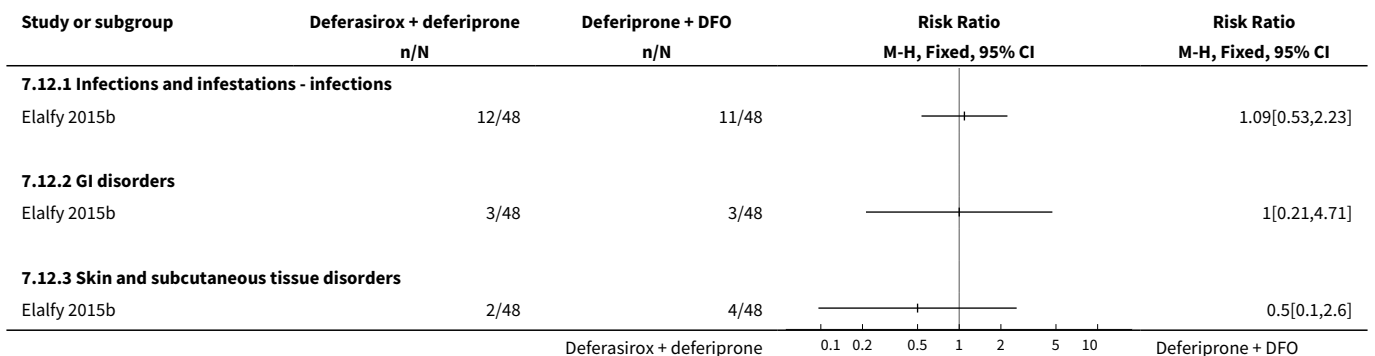 Study or subgroup Deferasirox + deferiprone Deferiprone + DFO Risk Ratio Risk Ratio
n/N n/N M-H, Fixed, 95% CI M-H, Fixed, 95% CI
7.12.1 Infections and infestations - infections
Elalfy 2015b 12/48 11/48 1.09[0.53,2.23]
7.12.2 GI disorders
Elalfy 2015b 3/48 3/48 1[0.21,4.71]
7.12.3 Skin and subcutaneous tissue disorders
Elalfy 2015b 2/48 4/48 0.5[0.1,2.6]
Deferasirox + deferiprone 0.1 0.2 0.5 1 2 5 10 Deferiprone + DFO